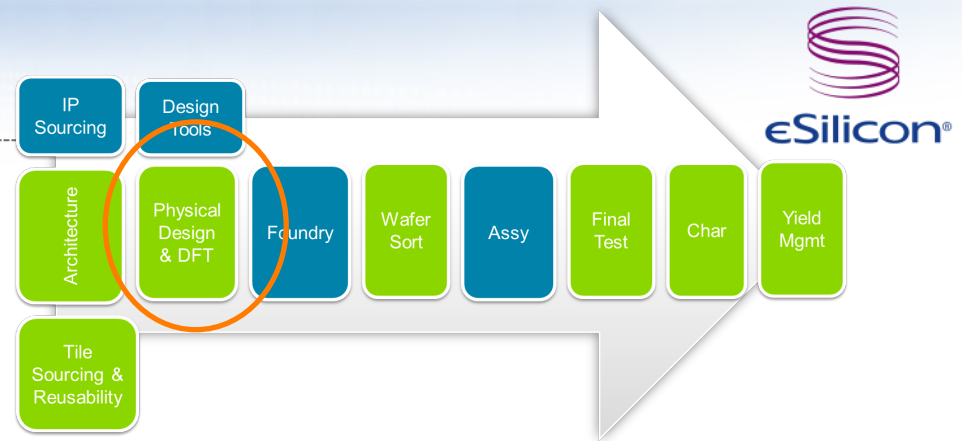 IP
Sourcing
Design
Tools
eSilicon®
Architecture
Physical
Design
& DFT
Foundry
Wafer
Sort
Assy
Final
Test
Char
Yield
Mgmt
Tile
Sourcing &
Reusability